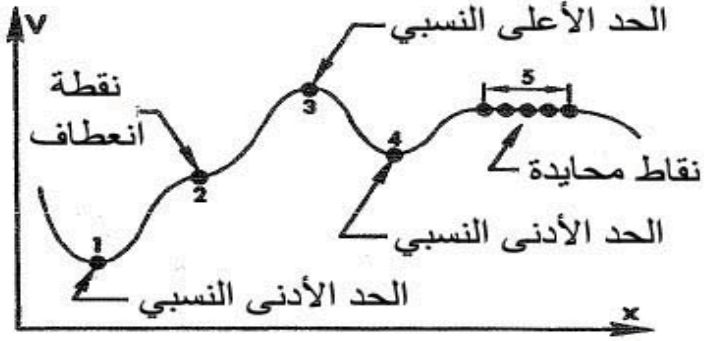 V
الحد الأعلى النسبي
نقطة
انعطاف
5
3
2
4
نقاط محايدة
1
الحد الأدنى النسبي
الحد الأدنى النسبي
x